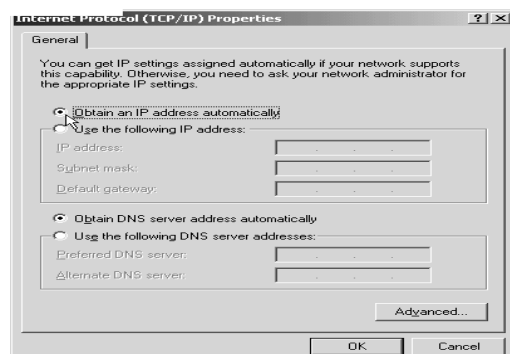 Internet Protocol (TCP/IP) Properties
General
You can get IP settings assigned automatically if your network supports
this capability. Otherwise, you need to ask your network administrator for
the appropriate IP settings.
Obtain an IP address automatically
Use the following IP address:
IP address:
Subnet mask:
Default gateway:
Obtain DNS server address automatically
Use the following DNS server addresses:
Preferred DNS server:
Alternate DNS server:
Advanced...
OK Cancel